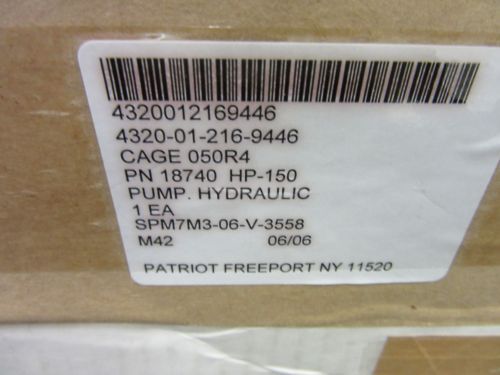 4320012169446
4320-01-216-9446
CAGE 050R4
PN 18740 HP-150
PUMP. HYDRAULIC
1 EA
SPM7M3-06-V-3558
M42 06/06
PATRIOT FREEPORT NY 11520